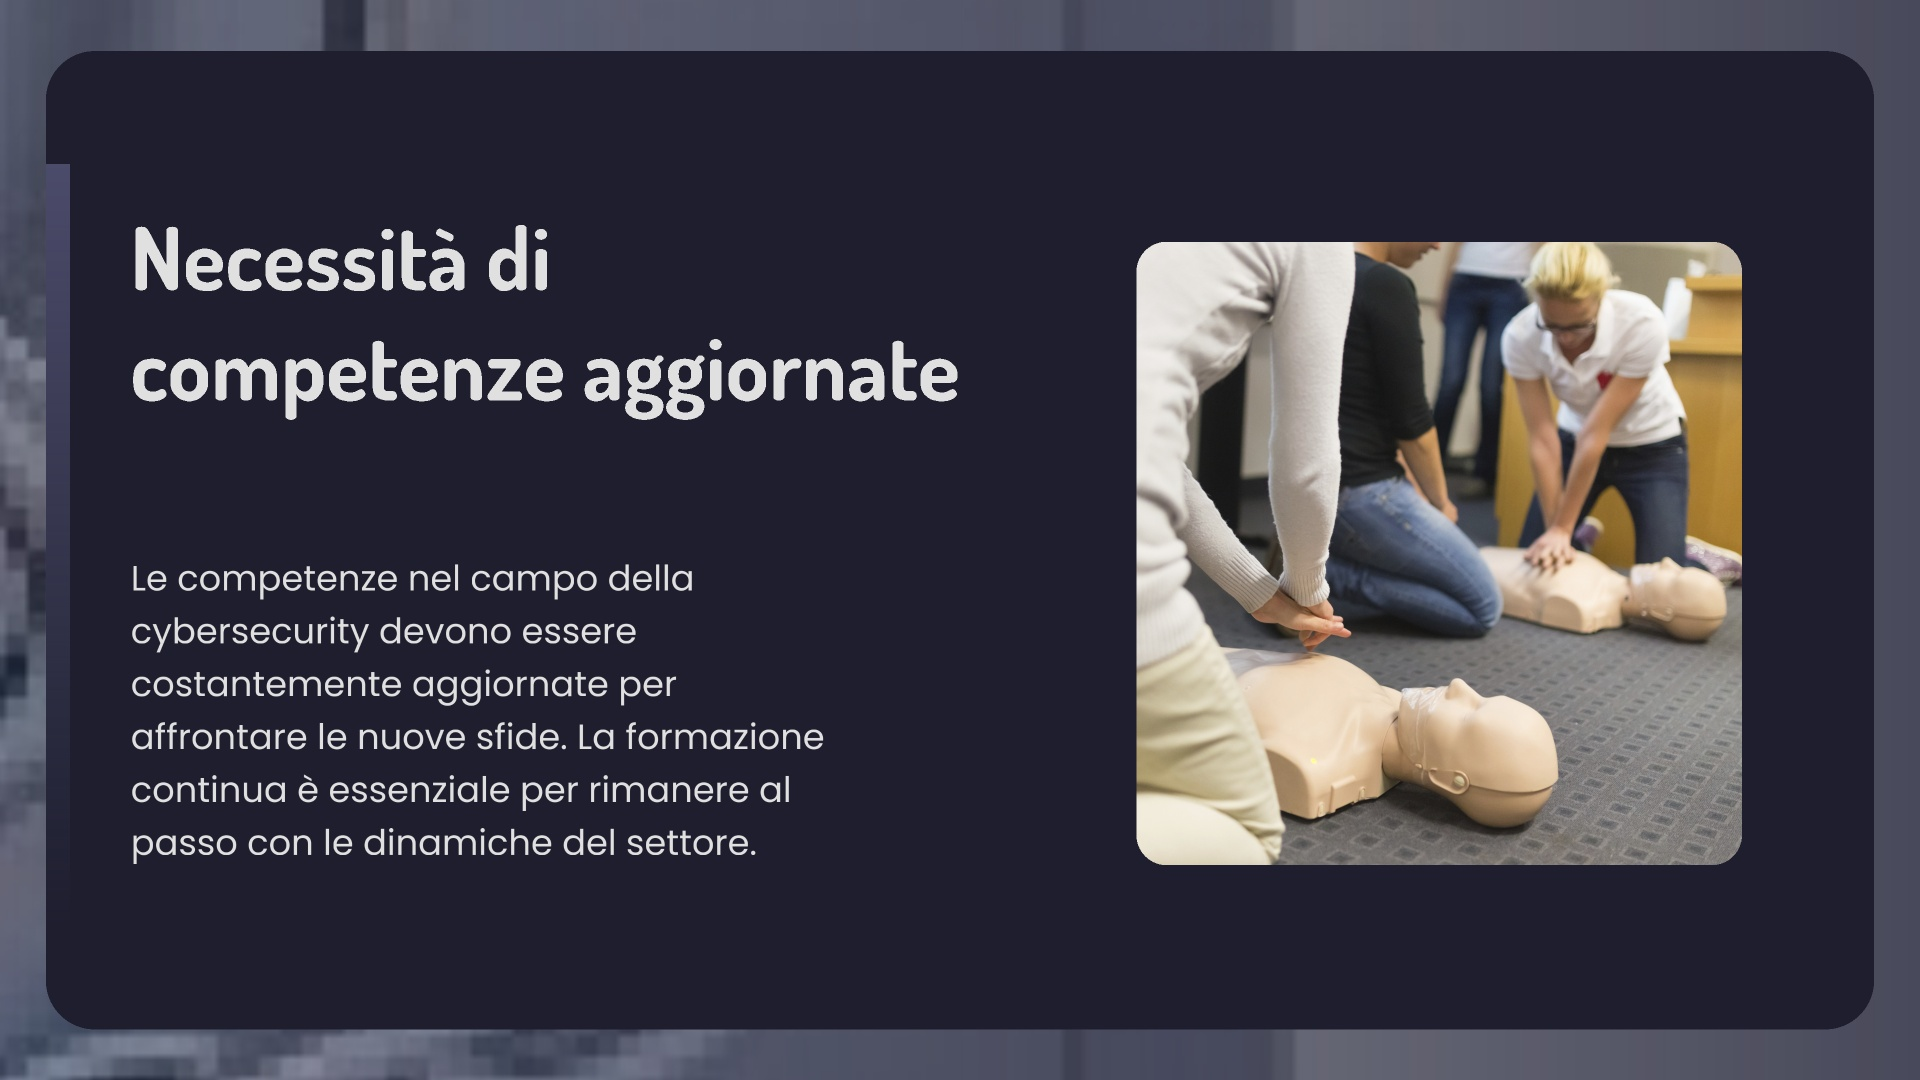 Necessità di
competenze aggiornate
Le competenze nel campo della
cybersecurity devono essere
costantemente aggiornate per
affrontare le nuove sfide. La formazione
continua è essenziale per rimanere al
passo con le dinamiche del settore.